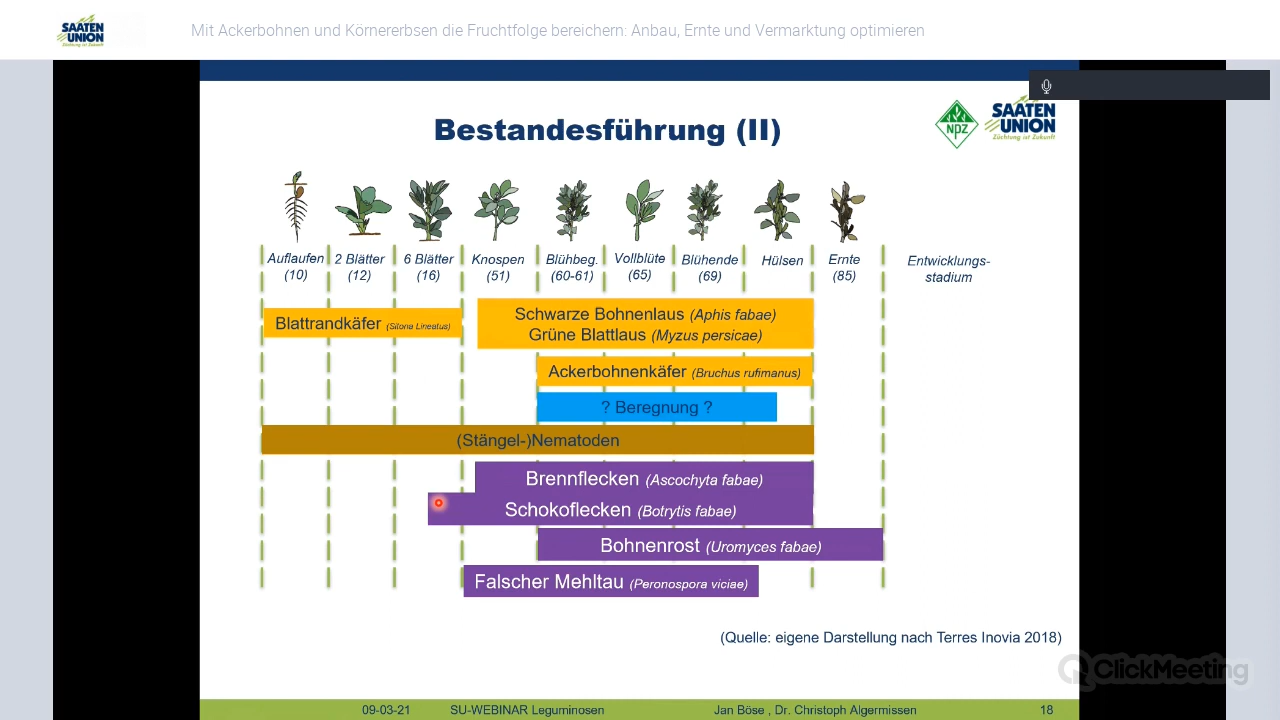 SAATEN
UNION
Züchtung ist Zukunft
Mit Ackerbohnen und Körnererbsen die Fruchtfolge bereichern: Anbau, Ernte und Vermarktung optimieren
Bestandesführung (II)
NPZ
SAATEN
UNION
Züchtung ist Zukunft
Auflaufen
(10)
2 Blätter
(12)
6 Blätter
(16)
Knospen
(51)
Blühbeg.
(60-61)
Vollblüte
(65)
Blühende
(69)
Hülsen
Ernte
(85)
Entwicklungs-
stadium
Blattrandkäfer (Sitona Lineatus)
Schwarze Bohnenlaus (Aphis fabae)
Grüne Blattlaus (Myzus persicae)
Ackerbohnenkäfer (Bruchus rufimanus)
? Beregnung ?
(Stängel-)Nematoden
Brennflecken (Ascochyta fabae)
Schokoflecken (Botrytis fabae)
Bohnenrost (Uromyces fabae)
Falscher Mehltau (Peronospora viciae)
(Quelle: eigene Darstellung nach Terres Inovia 2018)
ClickMeeting
09-03-21 SU-WEBINAR Leguminosen Jan Böse , Dr. Christoph Algermissen 18